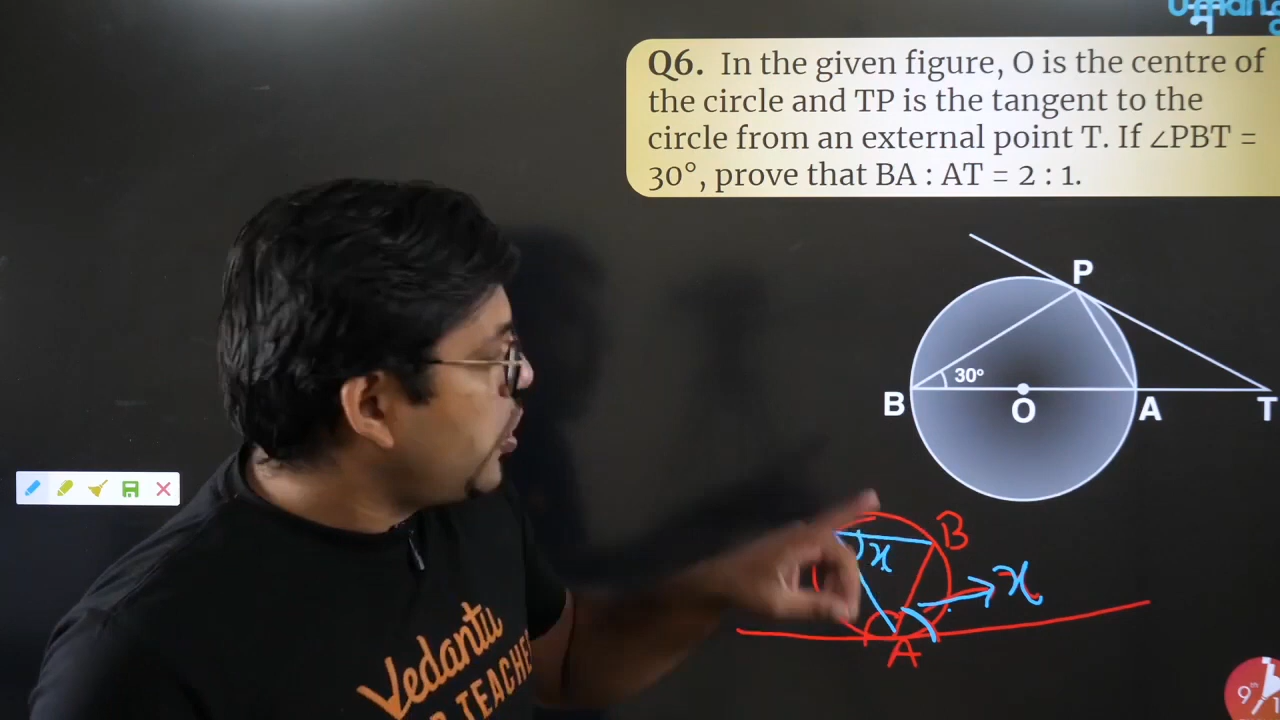 Q6. In the given figure, O is the centre of
the circle and TP is the tangent to the
circle from an external point T. If ∠PBT =
30°, prove that BA : AT = 2 : 1.
P
30°
B
O
A
T
B
x
x
A
Vedantu
TEACHE
9th